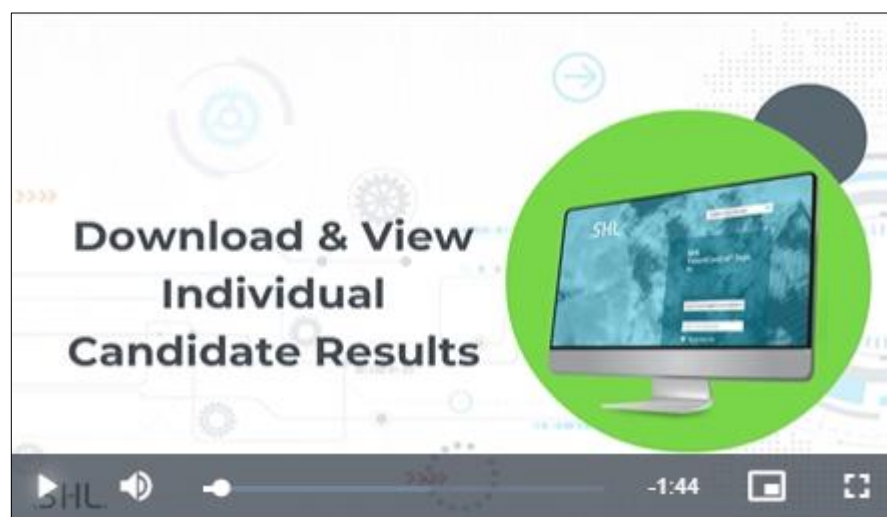 Download & View
Individual
Candidate Results
SHL
SHL
-1:44